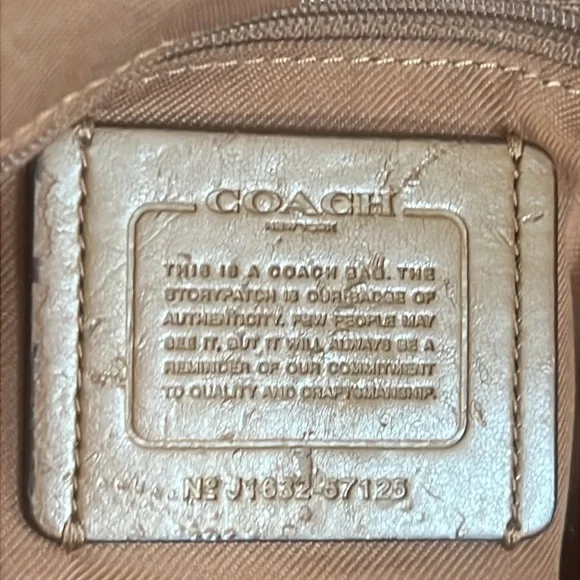 COACH
NEW YORK
THIS IS A COACH BAG. THE
STORYPATCH IS OUR BADGE OF
AUTHENTICITY. FEW PEOPLE MAY
SEE IT, BUT IT WILL ALWAYS BE A
REMINDER OF OUR COMMITMENT
TO QUALITY AND CRAFTSMANSHIP.
Nº J1632-57125